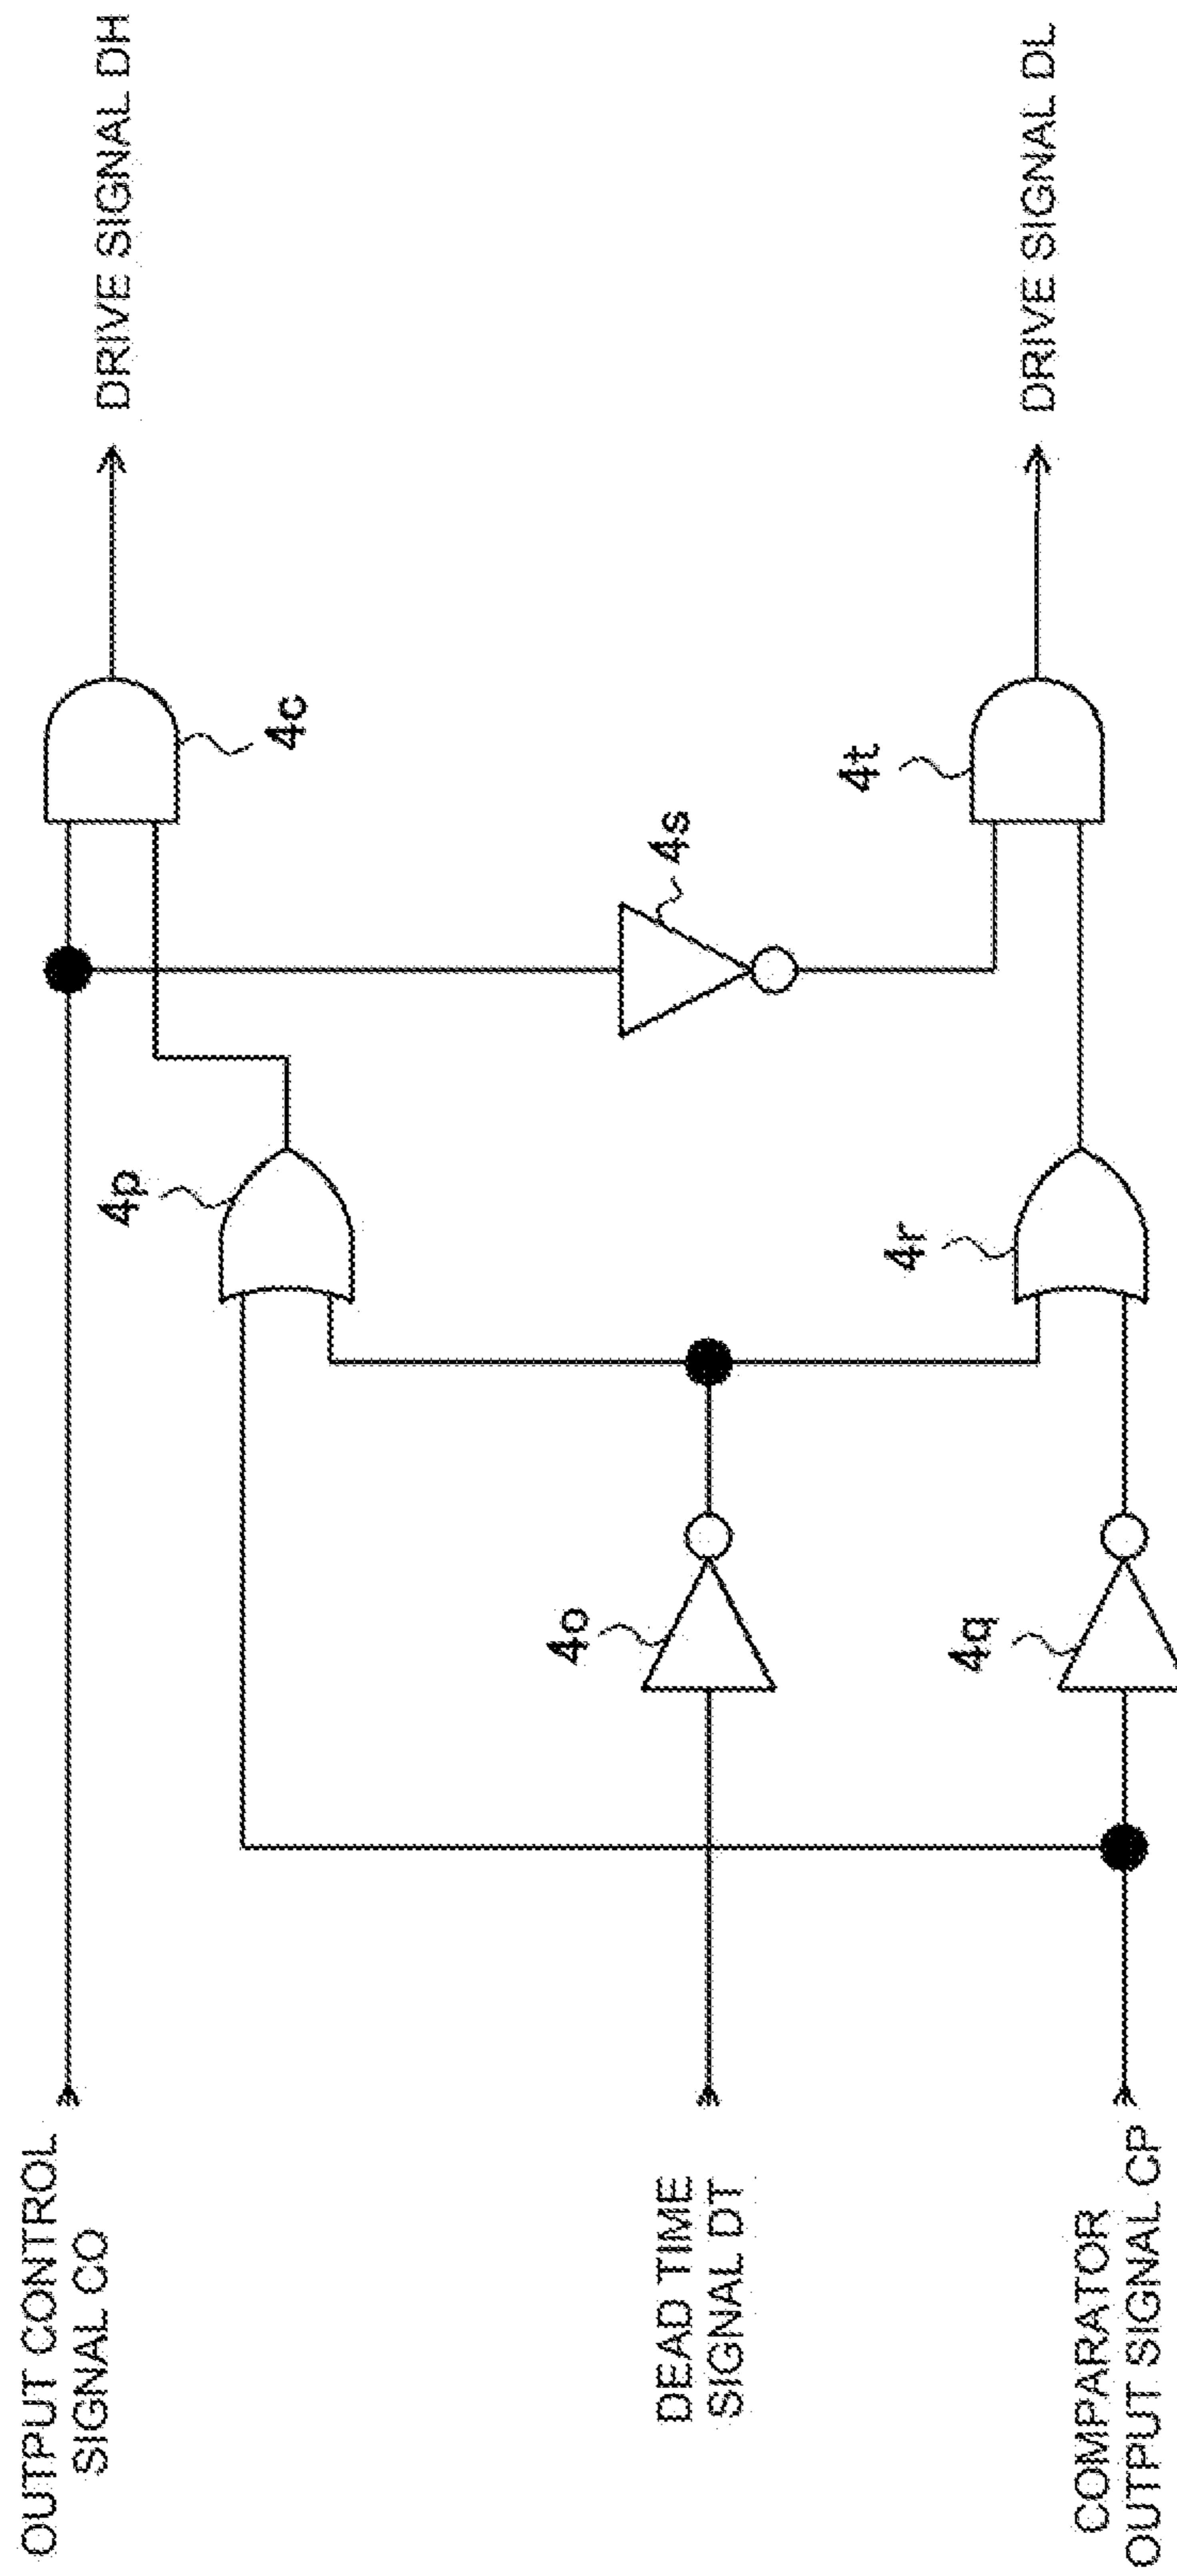 OUTPUT CONTROL
SIGNAL CO
DEAD TIME
SIGNAL DT
COMPARATOR
OUTPUT SIGNAL CP
4o
4q
4p
4r
4s
4c
4t
DRIVE SIGNAL DH
DRIVE SIGNAL DL